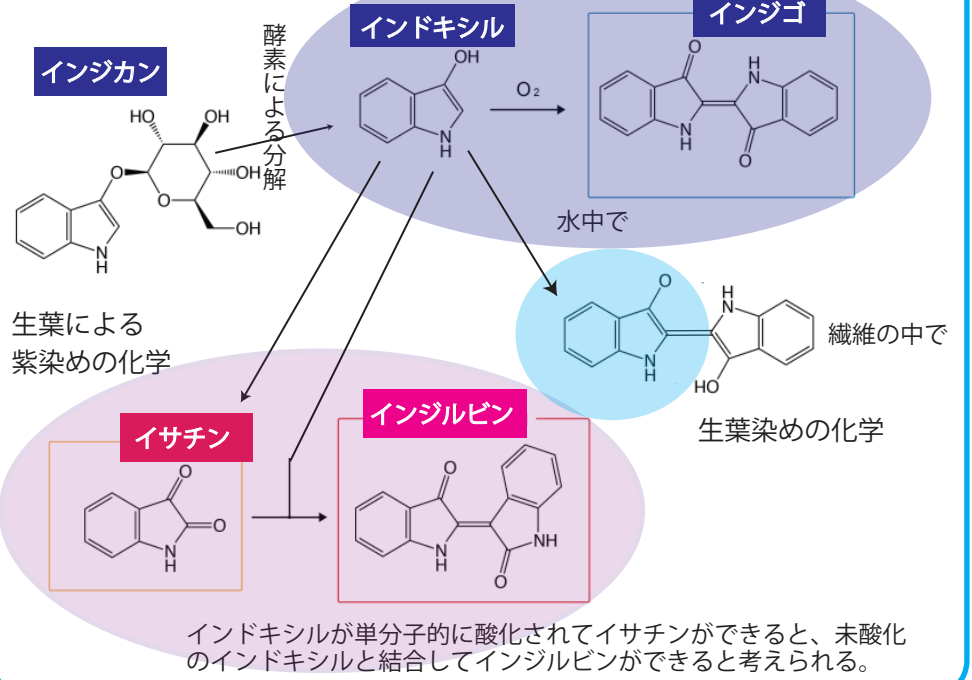 インドキシル
インジゴ
インジカン
酵素による分解
OH
N
H
O₂
O
NH
N
H
O
HO
OH
O
OH
O
OH
N
H
水中で
O
NH
N
H
HO
繊維の中で
生葉染めの化学
生葉による
紫染めの化学
イサチン
インジルビン
O
O
N
H
O
N
H
NH
O
インドキシルが単分子的に酸化されてイサチンができると、未酸化
のインドキシルと結合してインジルビンができると考えられる。